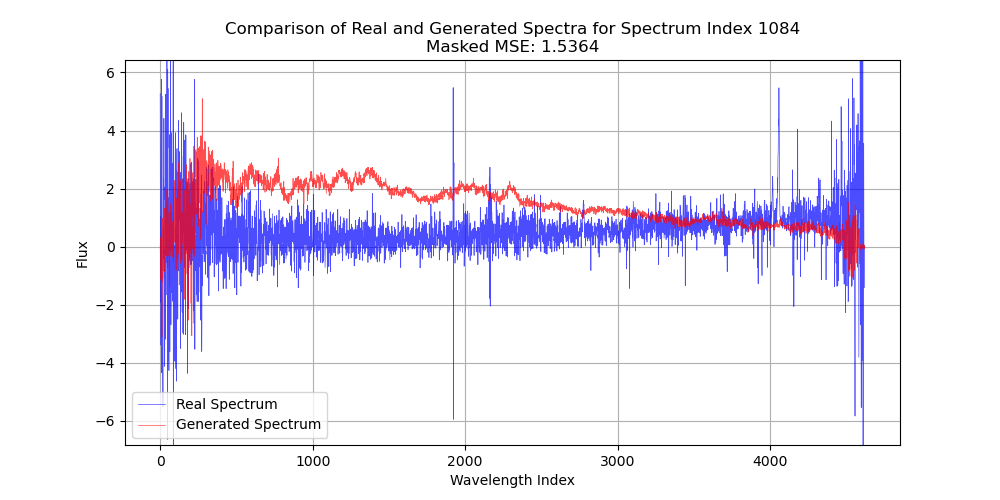 Comparison of Real and Generated Spectra for Spectrum Index 1084
Masked MSE: 1.5364
6
4
2
0
−2
−4
−6
Flux
Real Spectrum
Generated Spectrum
0
1000
2000
3000
4000
Wavelength Index